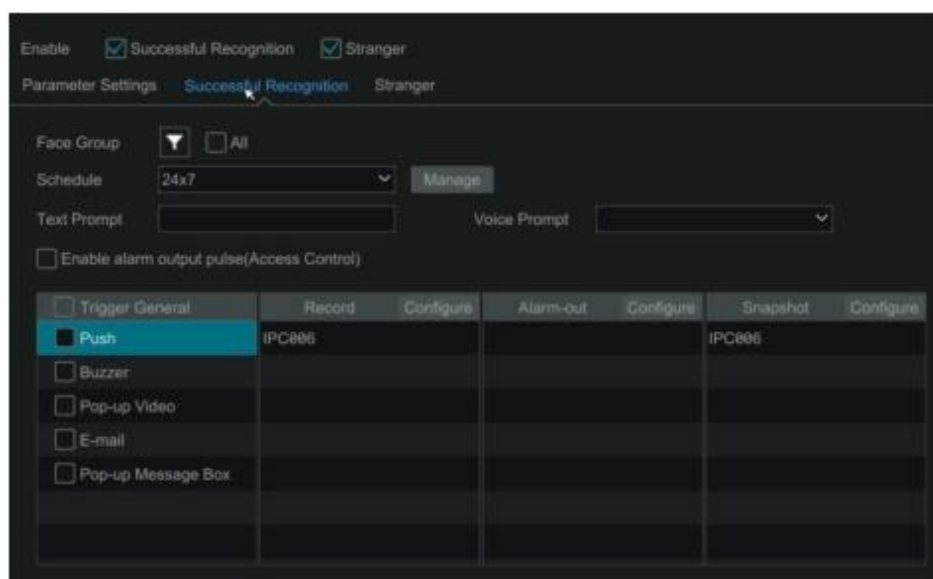 Enable Successful Recognition Stranger
Parameter Settings Successful Recognition Stranger
Face Group All
Schedule 24x7 Manage
Text Prompt Voice Prompt
Enable alarm output pulse(Access Control)
Trigger General Record Configure Alarm-out Configure Snapshot Configure
Push IPC006 IPC006
Buzzer
Pop-up Video
E-mail
Pop-up Message Box